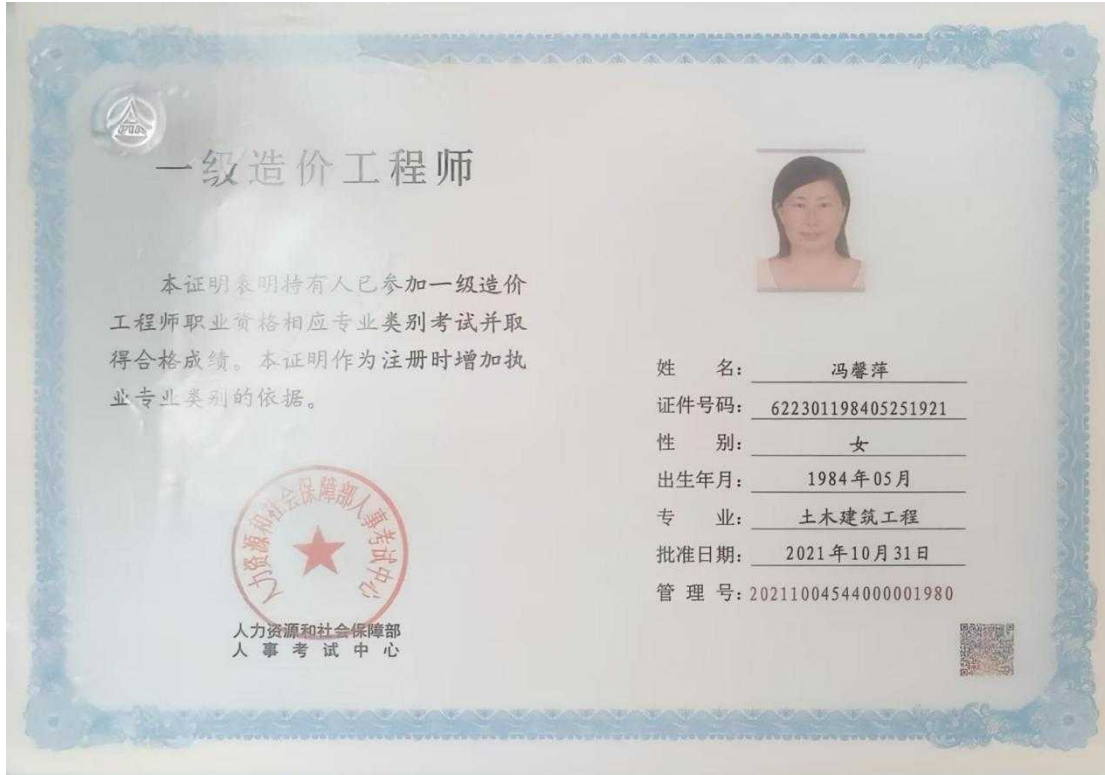 一级造价工程师
本证明表明持有人已参加一级造价
工程师职业资格相应专业类别考试并取
得合格成绩。本证明作为注册时增加执
业专业类别的依据。
人力资源和社会保障部人事考试中心
人力资源和社会保障部
人事考试中心
姓 名: 冯馨萍
证件号码: 622301198405251921
性 别: 女
出生年月: 1984年05月
专 业: 土木建筑工程
批准日期: 2021年10月31日
管 理 号: 20211004544000001980